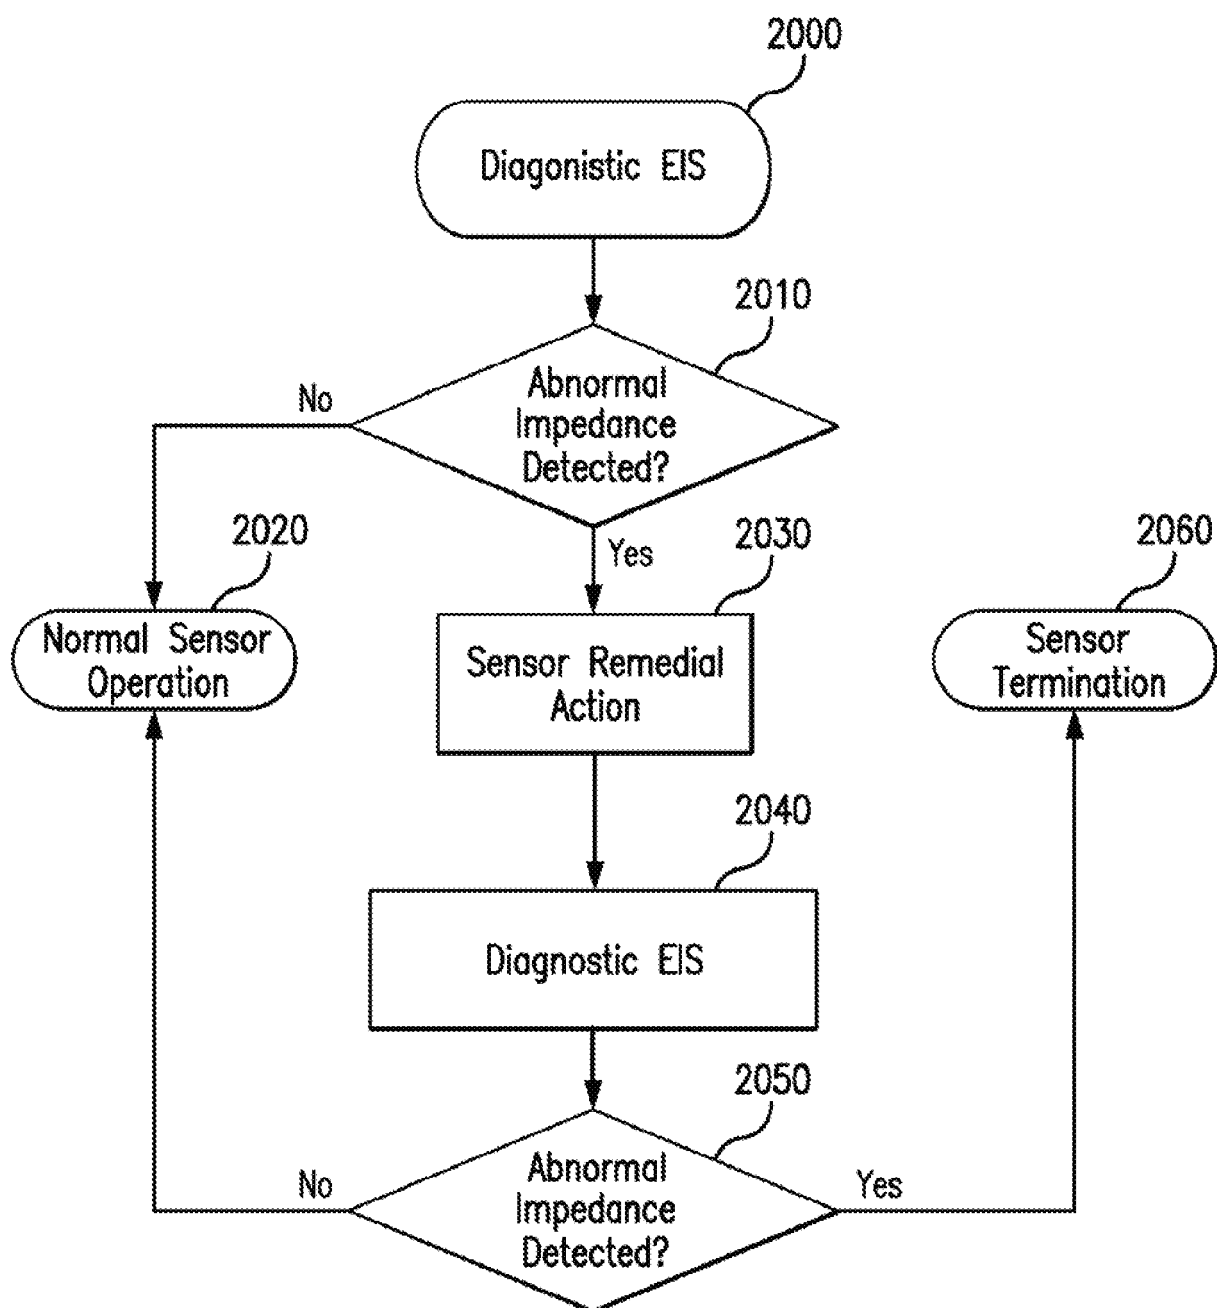 2000
Diagonistic EIS
2010
Abnormal
Impedance
Detected?
No
Yes
2020
Normal Sensor
Operation
2030
Sensor Remedial
Action
2060
Sensor
Termination
2040
Diagnostic EIS
2050
Abnormal
Impedance
Detected?
No
Yes